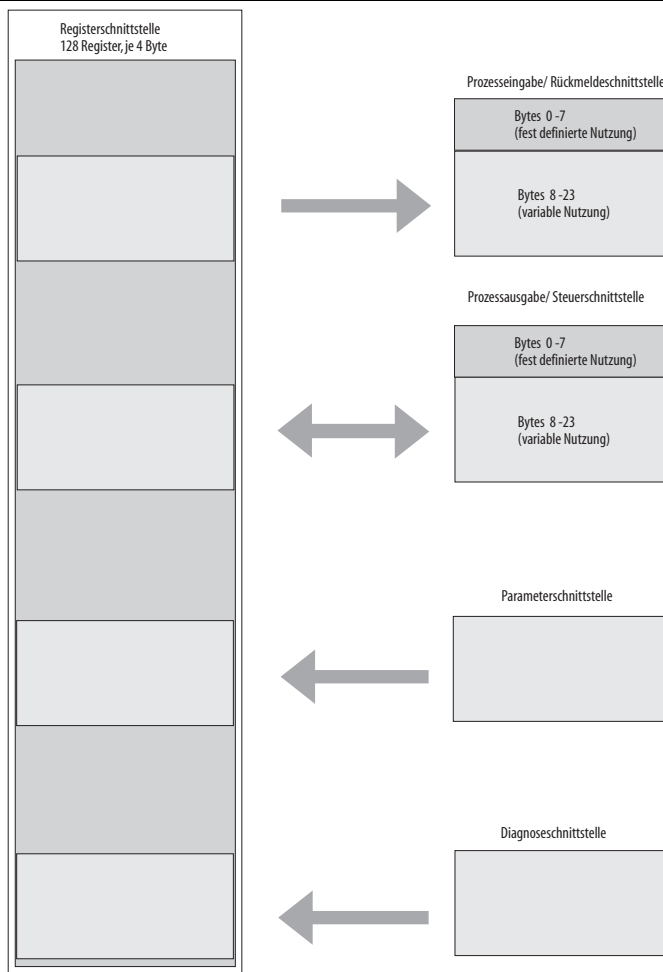 Registerschnittstelle
128 Register, je 4 Byte
Prozesseingabe/ Rückmeldeschnittstelle
Bytes 0 -7
(fest definierte Nutzung)
Bytes 8 -23
(variable Nutzung)
Prozessausgabe/ Steuerschnittstelle
Bytes 0 -7
(fest definierte Nutzung)
Bytes 8 -23
(variable Nutzung)
Parameterschnittstelle
Diagnoseschnittstelle